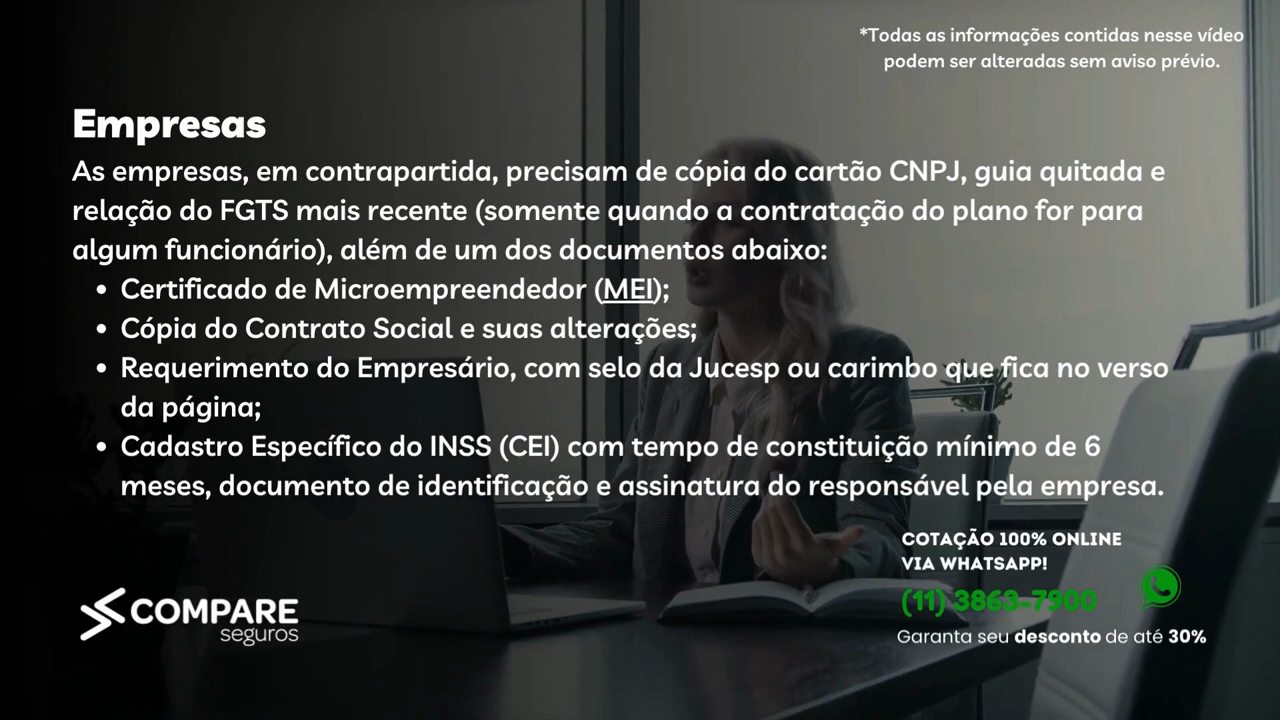 *Todas as informações contidas nesse vídeo
podem ser alteradas sem aviso prévio.
Empresas
As empresas, em contrapartida, precisam de cópia do cartão CNPJ, guia quitada e
relação do FGTS mais recente (somente quando a contratação do plano for para
algum funcionário), além de um dos documentos abaixo:
• Certificado de Microempreendedor (MEI);
• Cópia do Contrato Social e suas alterações;
• Requerimento do Empresário, com selo da Jucesp ou carimbo que fica no verso
da página;
• Cadastro Específico do INSS (CEI) com tempo de constituição mínimo de 6
meses, documento de identificação e assinatura do responsável pela empresa.
COTAÇÃO 100% ONLINE
VIA WHATSAPP!
(11) 3863-7900
Garanta seu desconto de até 30%
COMPARE
seguros